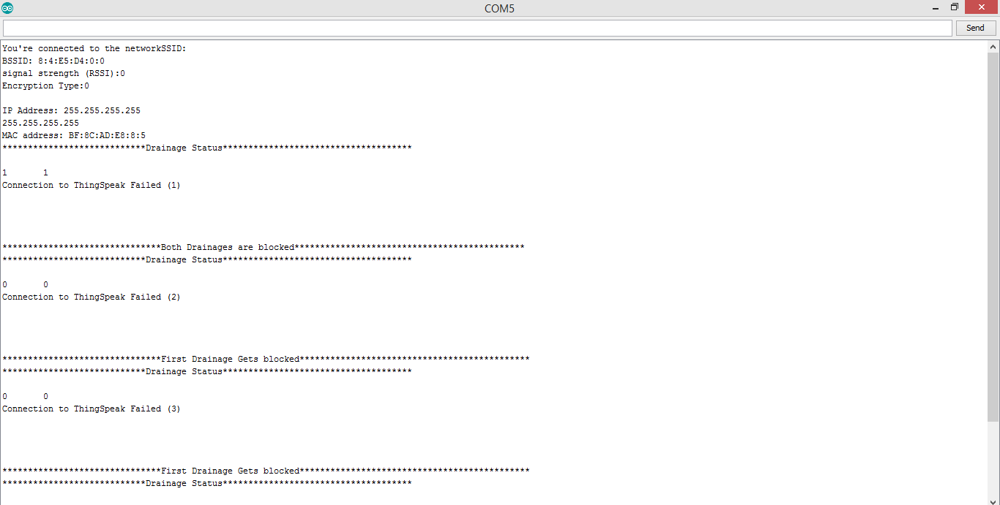 COM5
Send
You're connected to the networkSSID:
BSSID: 8:4:E5:D4:0:0
signal strength (RSSI):0
Encryption Type:0
IP Address: 255.255.255.255
255.255.255.255
MAC address: BF:8C:AD:E8:8:5
****************************Drainage Status*************************************
1       1
Connection to ThingSpeak Failed (1)
*******************************Both Drainages are blocked*********************************************
****************************Drainage Status*************************************
0       0
Connection to ThingSpeak Failed (2)
*******************************First Drainage Gets blocked*********************************************
****************************Drainage Status*************************************
0       0
Connection to ThingSpeak Failed (3)
*******************************First Drainage Gets blocked*********************************************
****************************Drainage Status*************************************